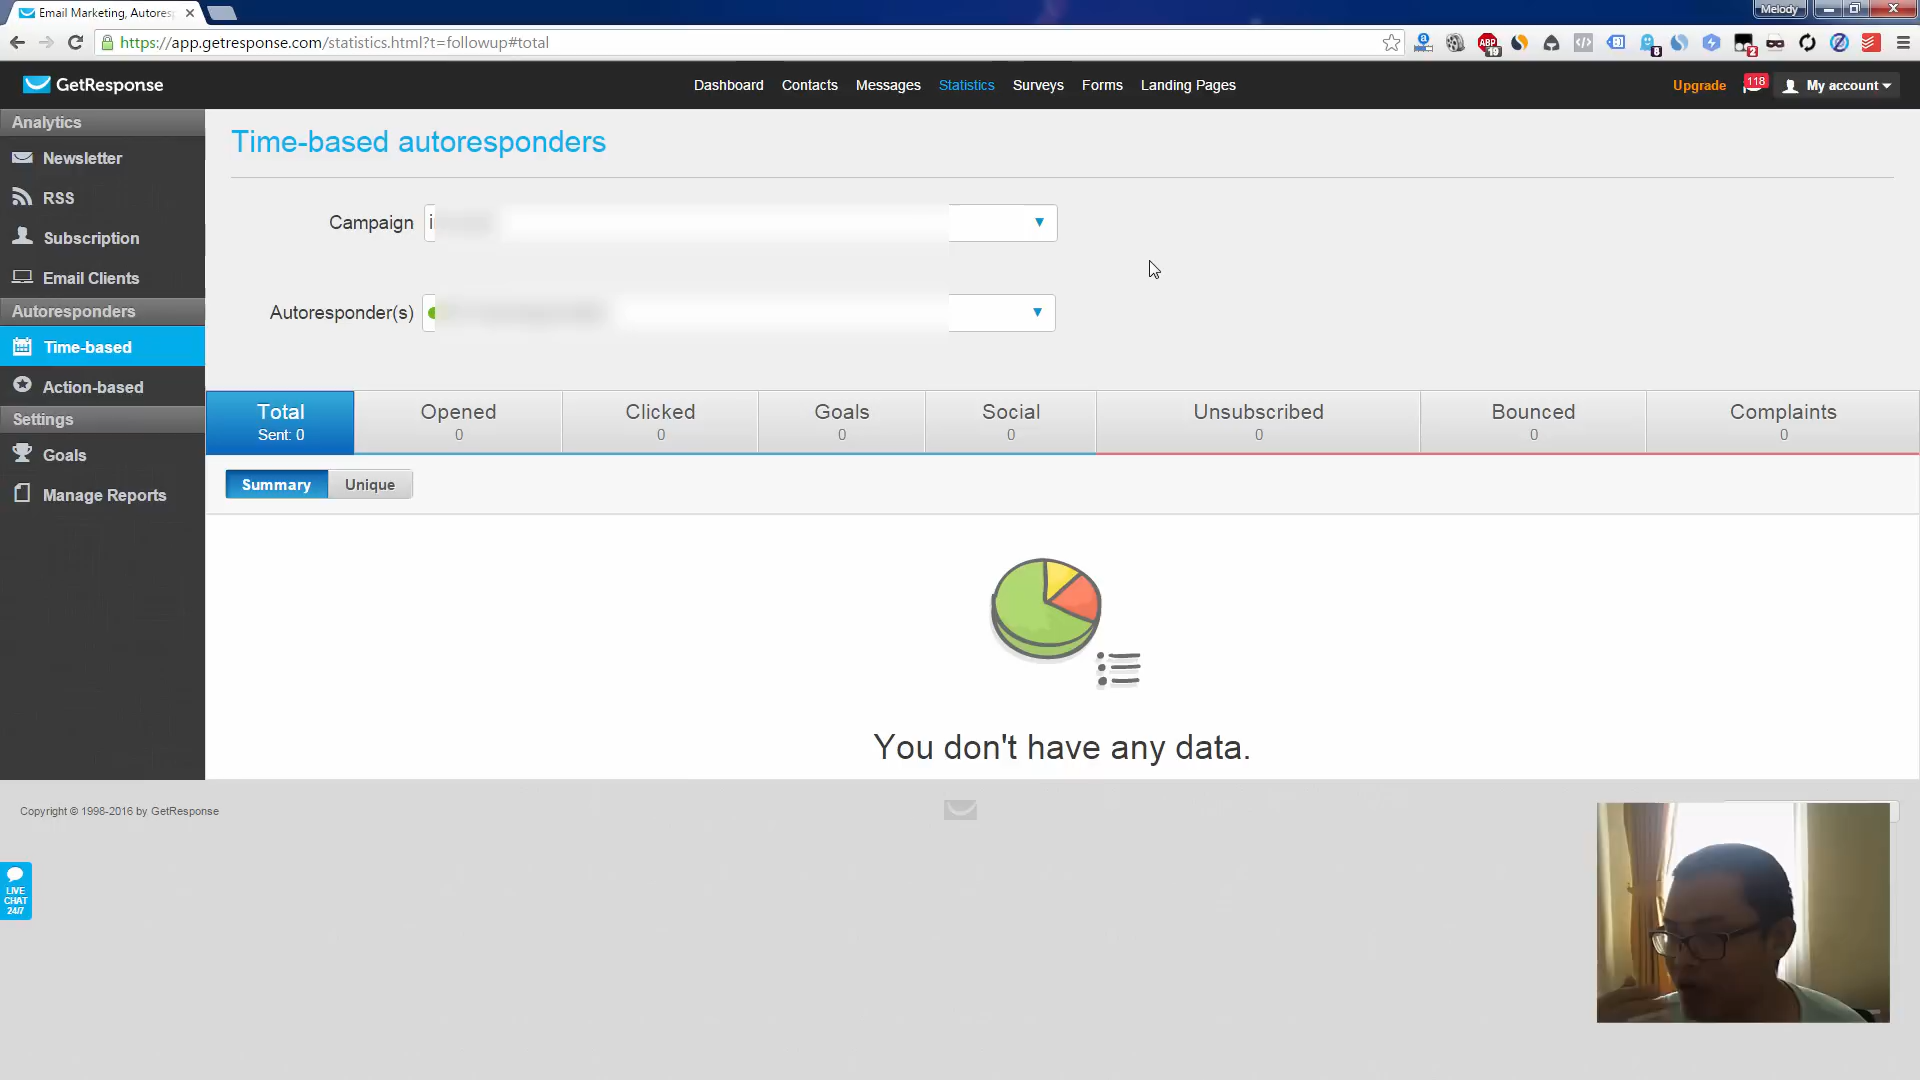 Email Marketing, Autores
Melody
https://app.getresponse.com/statistics.html?t=followup#total
19
8
2
GetResponse
Dashboard
Contacts
Messages
Statistics
Surveys
Forms
Landing Pages
Upgrade
118
My account
Analytics
Newsletter
RSS
Subscription
Email Clients
Autoresponders
Time-based
Action-based
Settings
Goals
Manage Reports
Time-based autoresponders
Campaign
Autoresponder(s)
Total
Sent: 0
Opened
0
Clicked
0
Goals
0
Social
0
Unsubscribed
0
Bounced
0
Complaints
0
Summary
Unique
You don't have any data.
Copyright © 1998-2016 by GetResponse
LIVE
CHAT
24/7